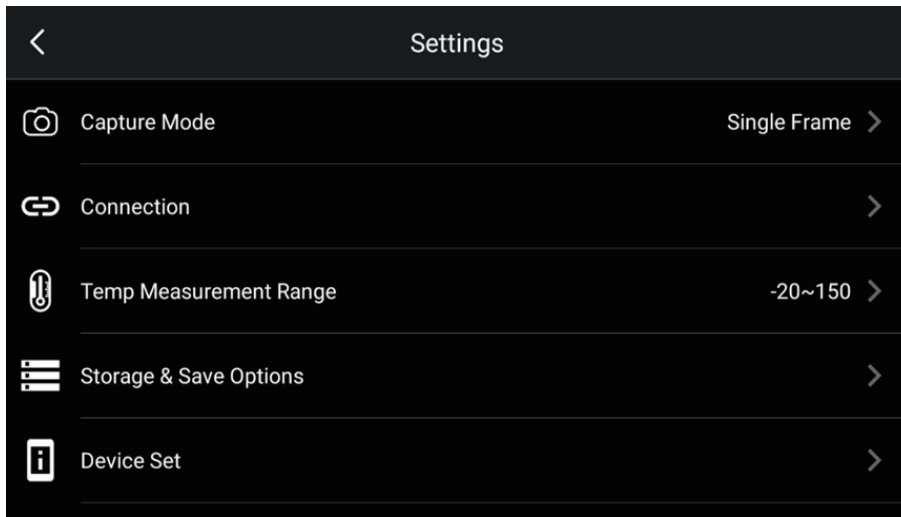 Settings
Capture Mode Single Frame
Connection
Temp Measurement Range -20~150
Storage & Save Options
Device Set